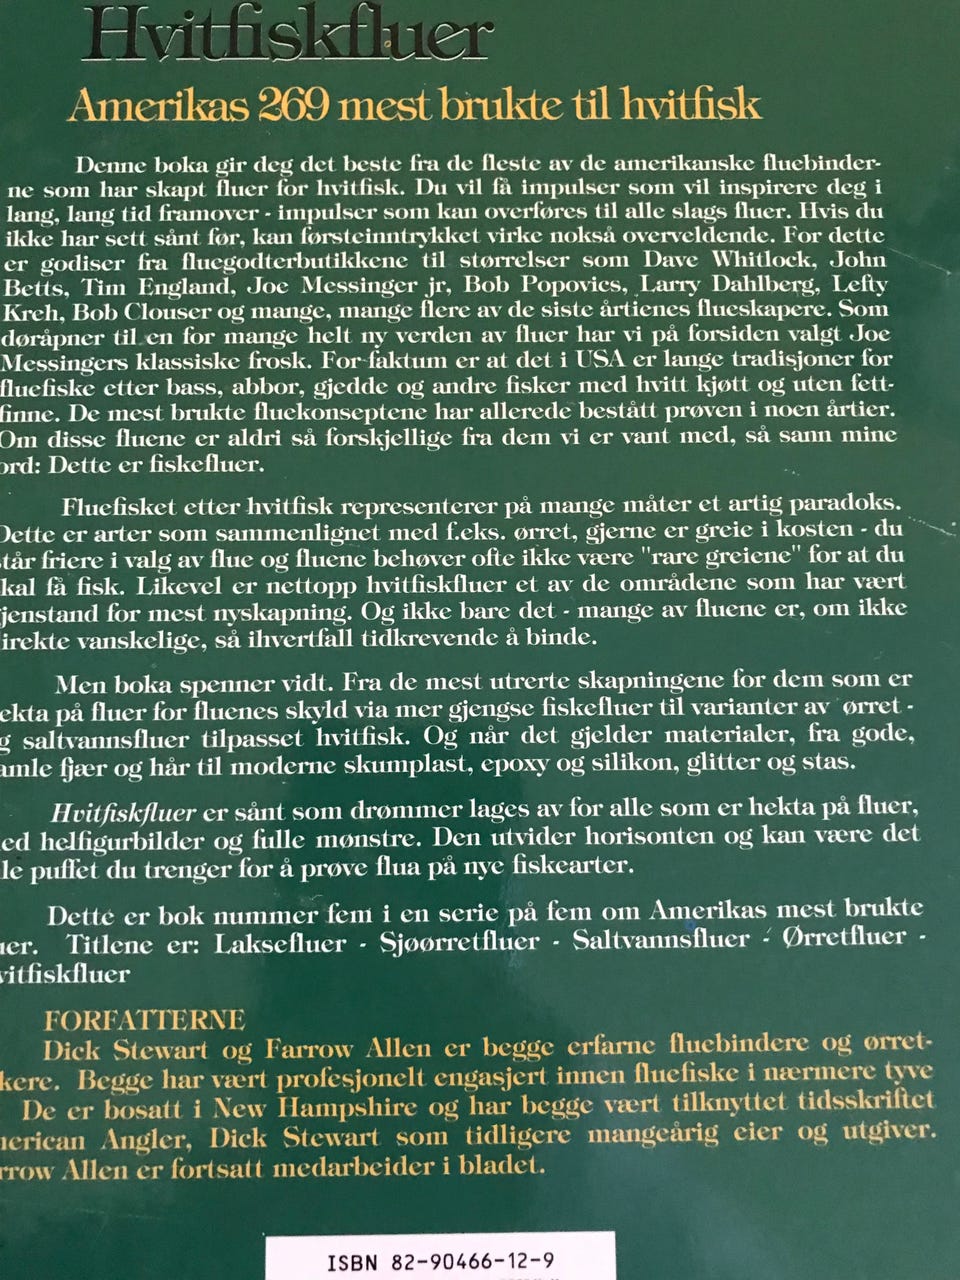 Hvitfiskfluer
Amerikas 269 mest brukte til hvitfisk
Denne boka gir deg det beste fra de fleste av de amerikanske fluebinder-
ne som har skapt fluer for hvitfisk. Du vil få impulser som vil inspirere deg i
lang, lang tid framover - impulser som kan overføres til alle slags fluer. Hvis du
ikke har sett sånt før, kan førsteinntrykket virke nokså overveldende. For dette
er godiser fra fluegodterbutikkene til størrelser som Dave Whitlock, John
Betts, Tim England, Joe Messinger jr, Bob Popovics, Larry Dahlberg, Lefty
Kreh, Bob Clouser og mange, mange flere av de siste årtienes flueskapere. Som
døråpner til en for mange helt ny verden av fluer har vi på forsiden valgt Joe
Messingers klassiske frosk. For faktum er at det i USA er lange tradisjoner for
fluefiske etter bass, abbor, gjedde og andre fisker med hvitt kjøtt og uten fett-
finne. De mest brukte fluekonseptene har allerede bestått prøven i noen årtier.
Om disse fluene er aldri så forskjellige fra dem vi er vant med, så sann mine
ord: Dette er fiskefluer.
Fluefisket etter hvitfisk representerer på mange måter et artig paradoks.
Dette er arter som sammenlignet med f.eks. ørret, gjerne er greie i kosten - du
står friere i valg av flue og fluene behøver ofte ikke være "rare greiene" for at du
kal få fisk. Likevel er nettopp hvitfiskfluer et av de områdene som har vært
jenstand for mest nyskapning. Og ikke bare det - mange av fluene er, om ikke
irekte vanskelige, så ihvertfall tidkrevende å binde.
Men boka spenner vidt. Fra de mest utrerte skapningene for dem som er
ekta på fluer for fluenes skyld via mer gjengse fiskefluer til varianter av ørret -
g saltvannsfluer tilpasset hvitfisk. Og når det gjelder materialer, fra gode,
amle fjær og hår til moderne skumplast, epoxy og silikon, glitter og stas.
Hvitfiskfluer er sånt som drømmer lages av for alle som er hekta på fluer,
ed helfigurbilder og fulle mønstre. Den utvider horisonten og kan være det
le puffet du trenger for å prøve flua på nye fiskearter.
Dette er bok nummer fem i en serie på fem om Amerikas mest brukte
uer. Titlene er: Laksefluer - Sjøørretfluer - Saltvannsfluer - Ørretfluer -
vitfiskfluer
FORFATTERNE
Dick Stewart og Farrow Allen er begge erfarne fluebindere og ørret-
kere. Begge har vært profesjonelt engasjert innen fluefiske i nærmere tyve
De er bosatt i New Hampshire og har begge vært tilknyttet tidsskriftet
merican Angler, Dick Stewart som tidligere mangeårig eier og utgiver.
rrow Allen er fortsatt medarbeider i bladet.
ISBN 82-90466-12-9